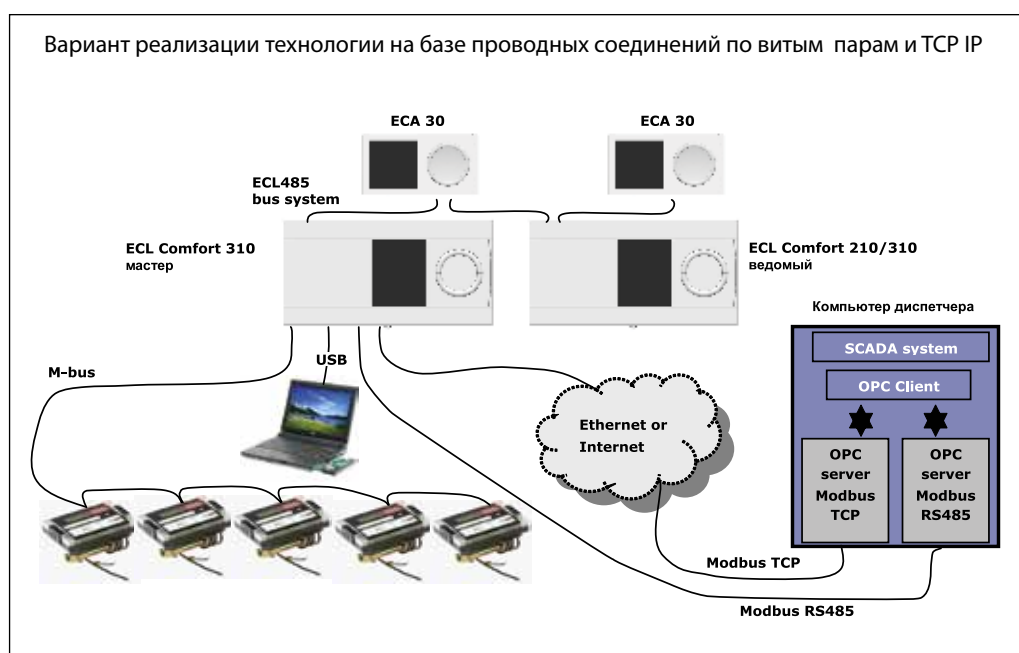 Вариант реализации технологии на базе проводных соединений по витым парам и TCP IP
ECA 30
ECA 30
ECL485
bus system
ECL Comfort 310
мастер
ECL Comfort 210/310
ведомый
Компьютер диспетчера
SCADA system
OPC Client
M-bus
USB
Ethernet or
Internet
OPC
server
Modbus
TCP
OPC
server
Modbus
RS485
Modbus TCP
Modbus RS485